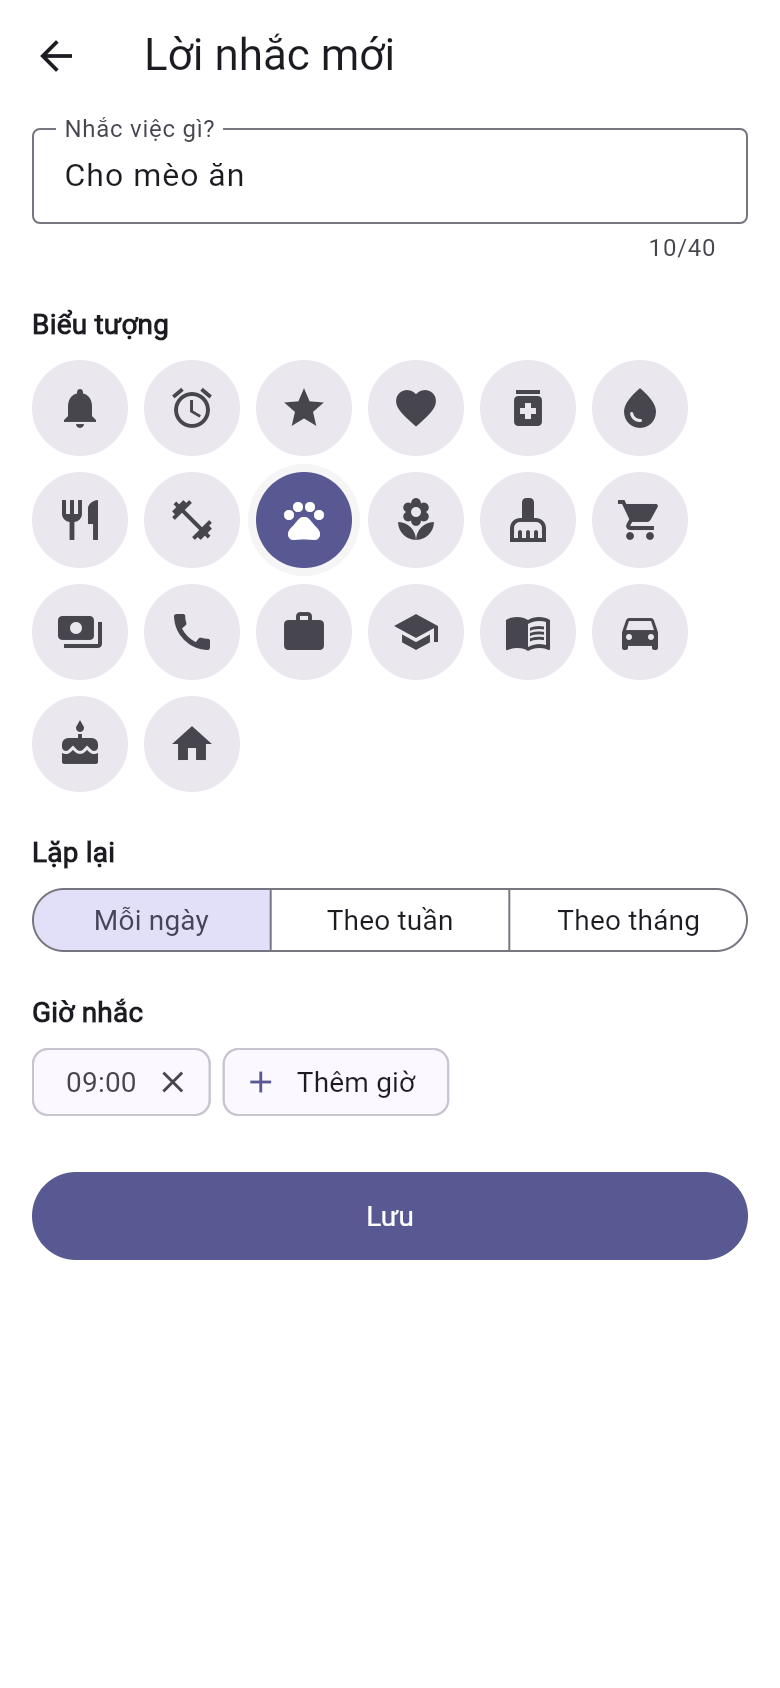 Lời nhắc mới
Nhắc việc gì?
Cho mèo ăn
10/40
Biểu tượng
Lặp lại
Mỗi ngày
Theo tuần
Theo tháng
Giờ nhắc
09:00
Thêm giờ
Lưu